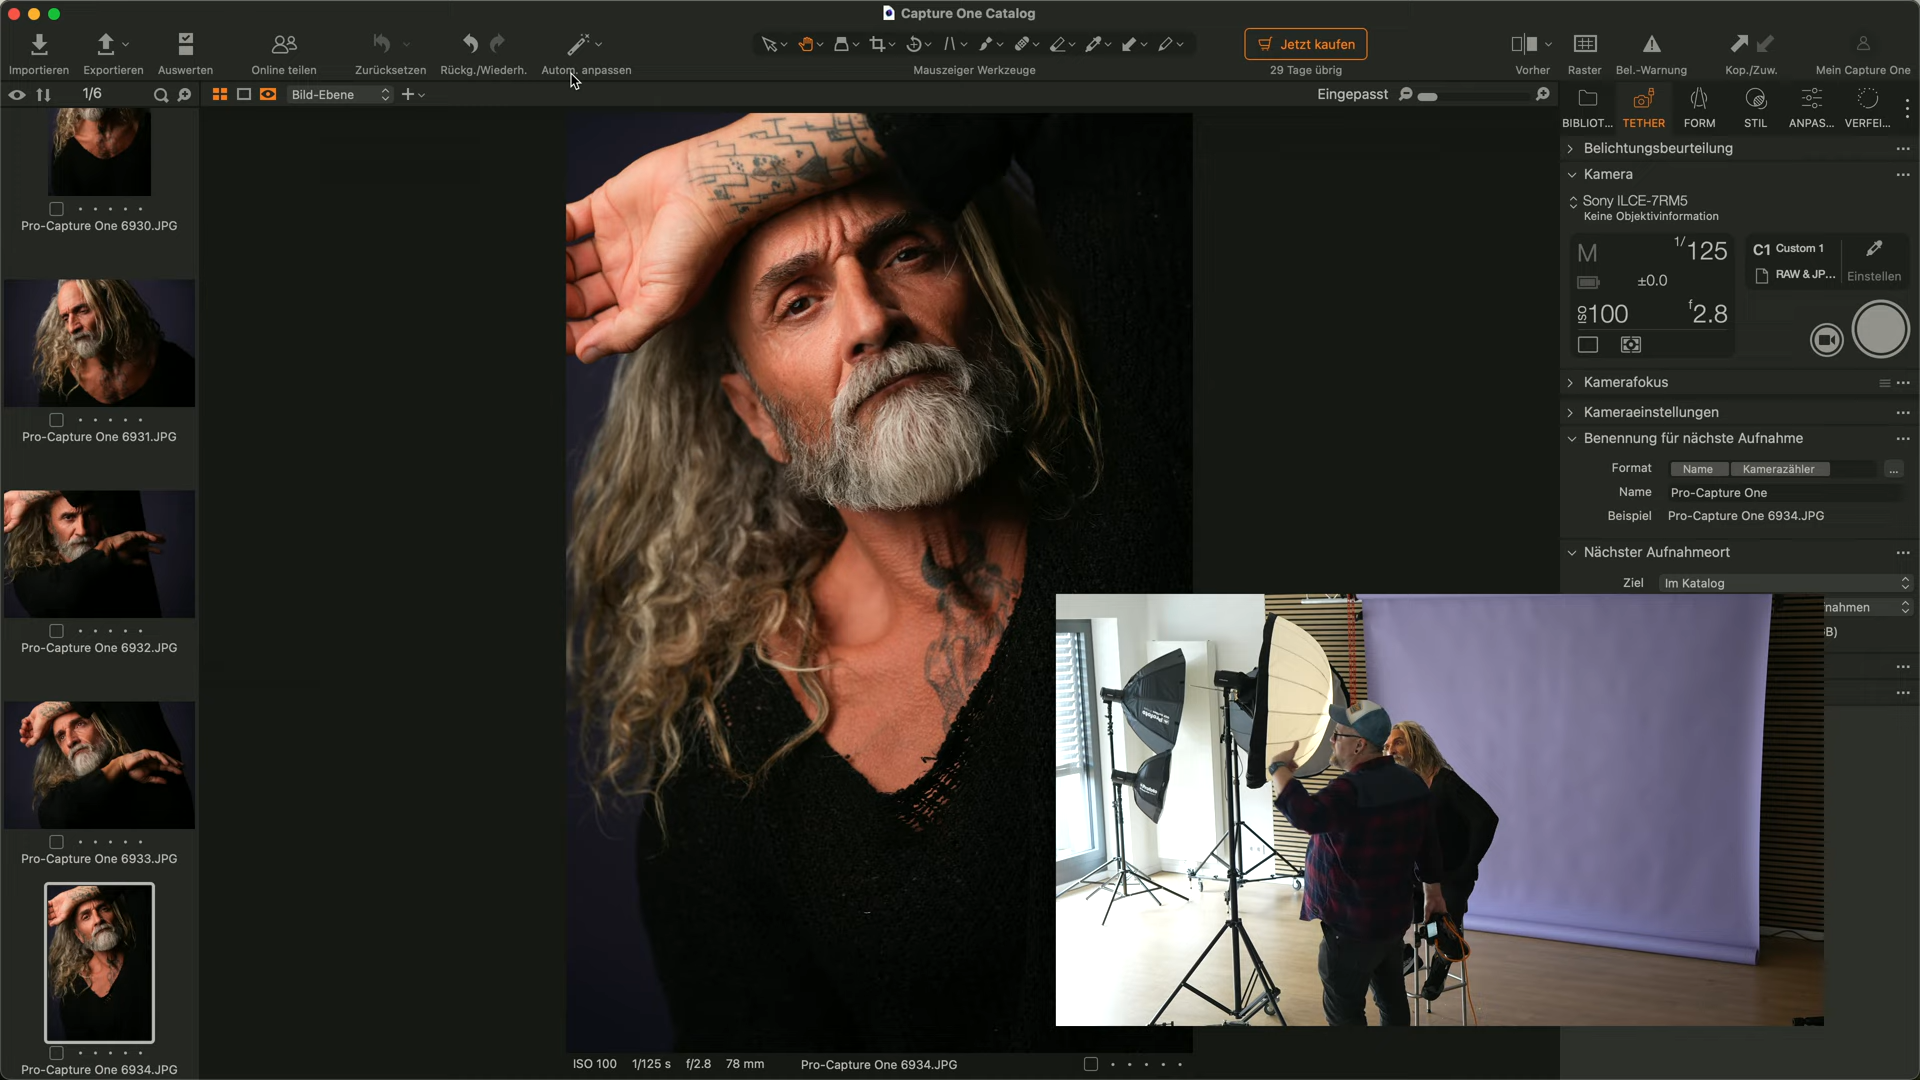 Capture One Catalog
Importieren
Exportieren
Auswerten
Online teilen
Zurücksetzen
Rückg./Wiederh.
Autom. anpassen
Mauszeiger Werkzeuge
Jetzt kaufen
29 Tage übrig
Vorher
Raster
Bel.-Warnung
Kop./Zuw.
Mein Capture One
1/6
Bild-Ebene
Eingepasst
BIBLIOT...
TETHER
FORM
STIL
ANPAS...
VERFEI...
Pro-Capture One 6930.JPG
Pro-Capture One 6931.JPG
Pro-Capture One 6932.JPG
Pro-Capture One 6933.JPG
Pro-Capture One 6934.JPG
ISO 100 1/125 s f/2.8 78 mm Pro-Capture One 6934.JPG
Belichtungsbeurteilung
Kamera
Sony ILCE-7RM5
Keine Objektivinformation
M 1/125
±0.0
ISO 100 f2.8
C1 Custom 1
RAW & JP...
Einstellen
Kamerafokus
Kameraeinstellungen
Benennung für nächste Aufnahme
Format Name Kamerazähler ...
Name Pro-Capture One
Beispiel Pro-Capture One 6934.JPG
Nächster Aufnahmeort
Ziel Im Katalog
nahmen
B)
Profoto